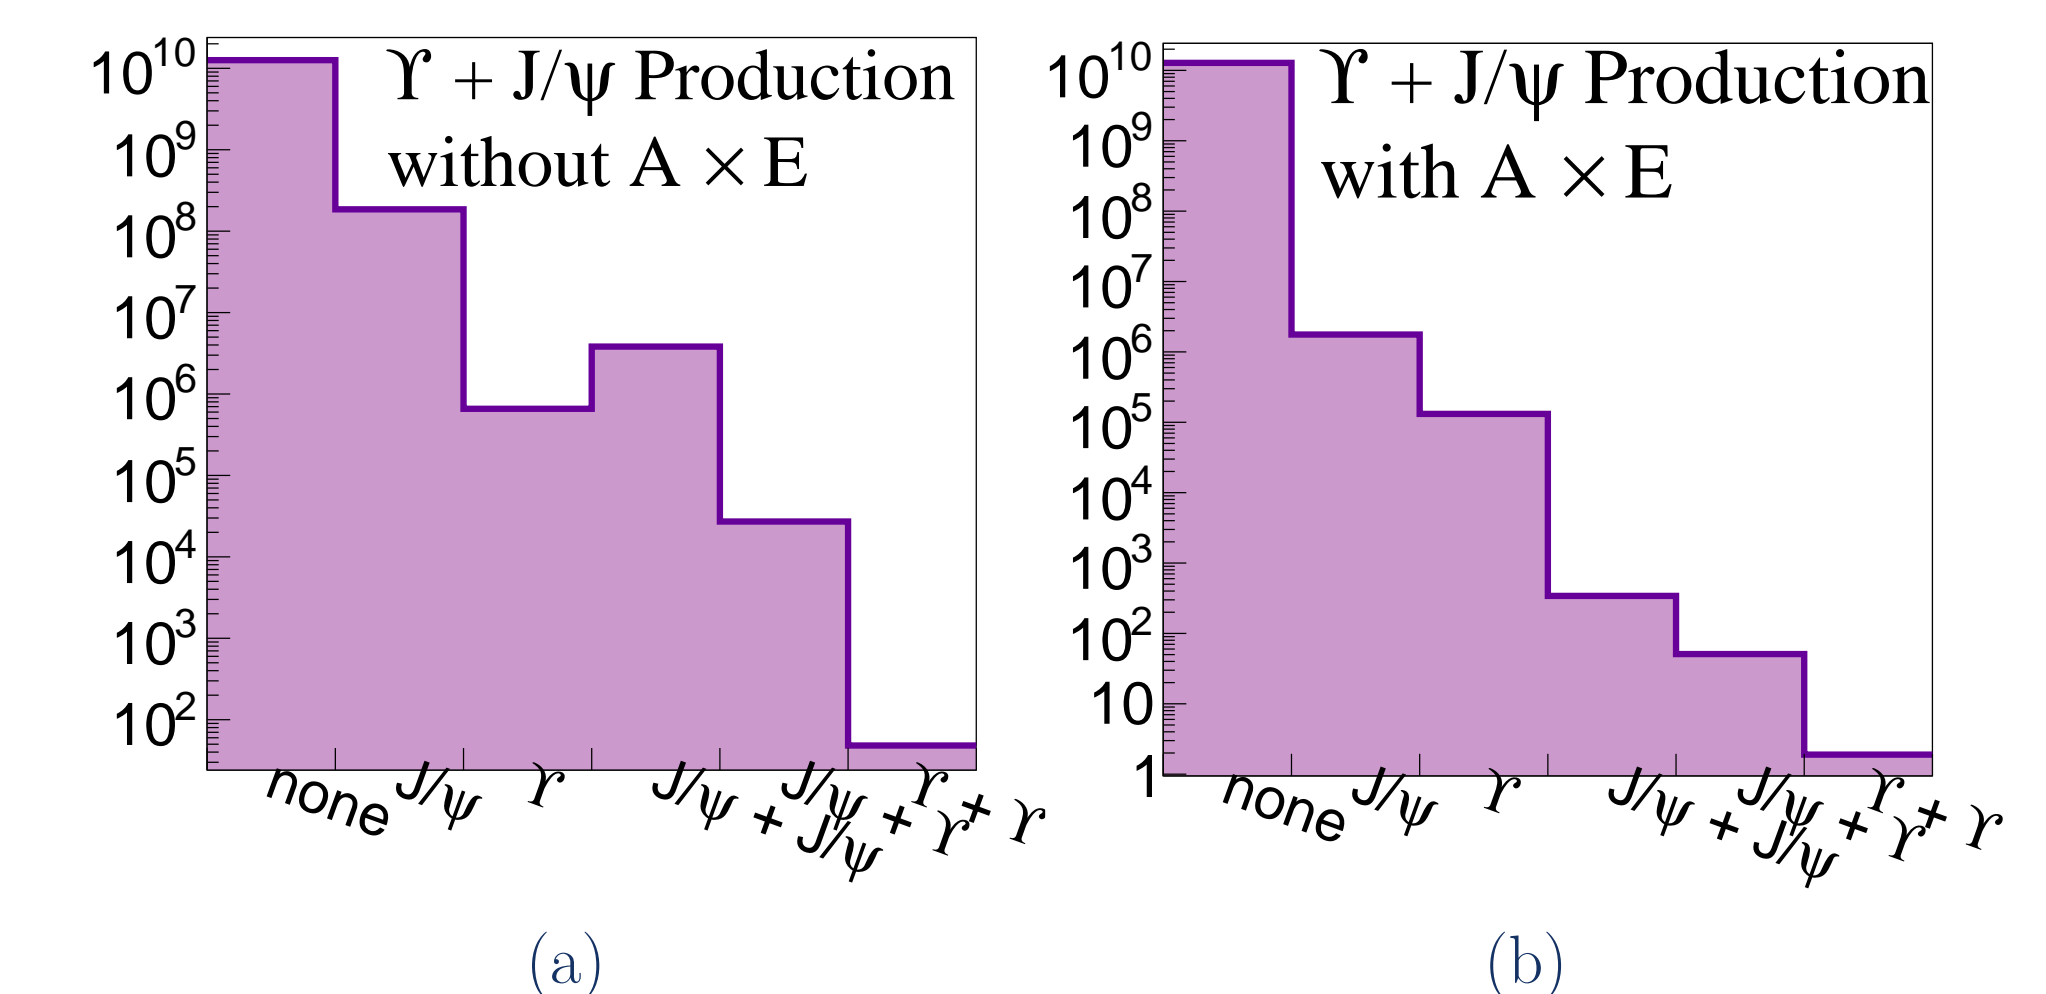 ϒ + J/ψ Production
without A × E
10^10
10^9
10^8
10^7
10^6
10^5
10^4
10^3
10^2
none
J/ψ
ϒ
J/ψ + J/ψ
J/ψ + ϒ
ϒ + ϒ
(a)
ϒ + J/ψ Production
with A × E
10^10
10^9
10^8
10^7
10^6
10^5
10^4
10^3
10^2
10
1
none
J/ψ
ϒ
J/ψ + J/ψ
J/ψ + ϒ
ϒ + ϒ
(b)